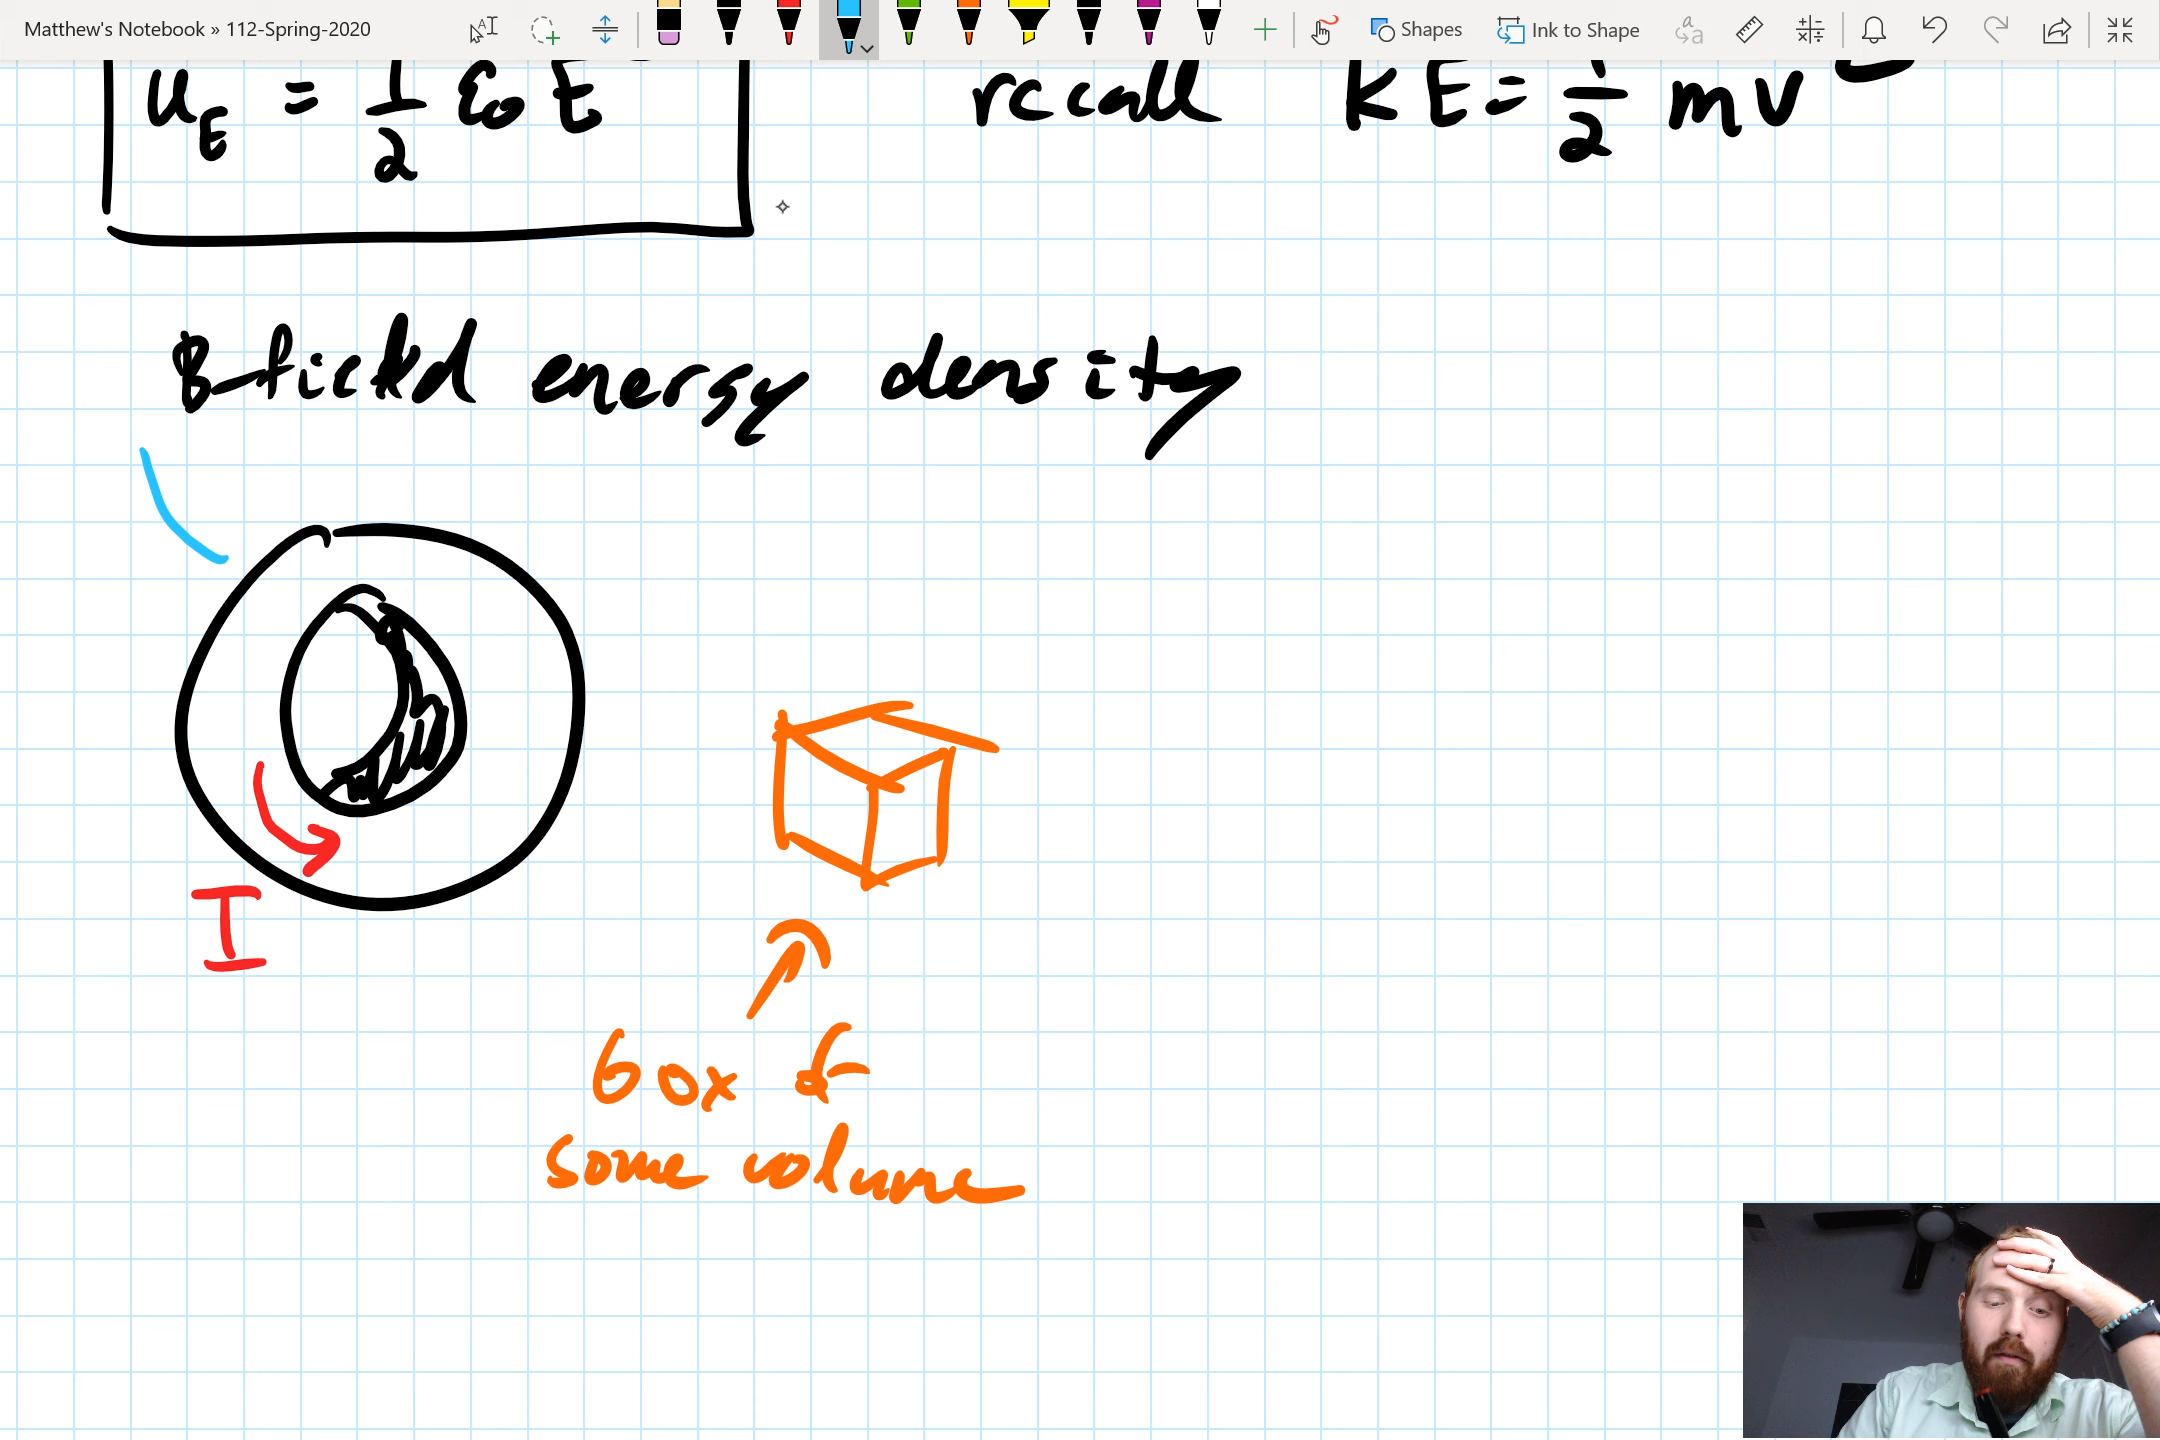 Matthew's Notebook » 112-Spring-2020
Shapes
Ink to Shape
u_E = 1/2 ε₀ E
recall KE = 1/2 mv²
B-field energy density
I
box of
some volume